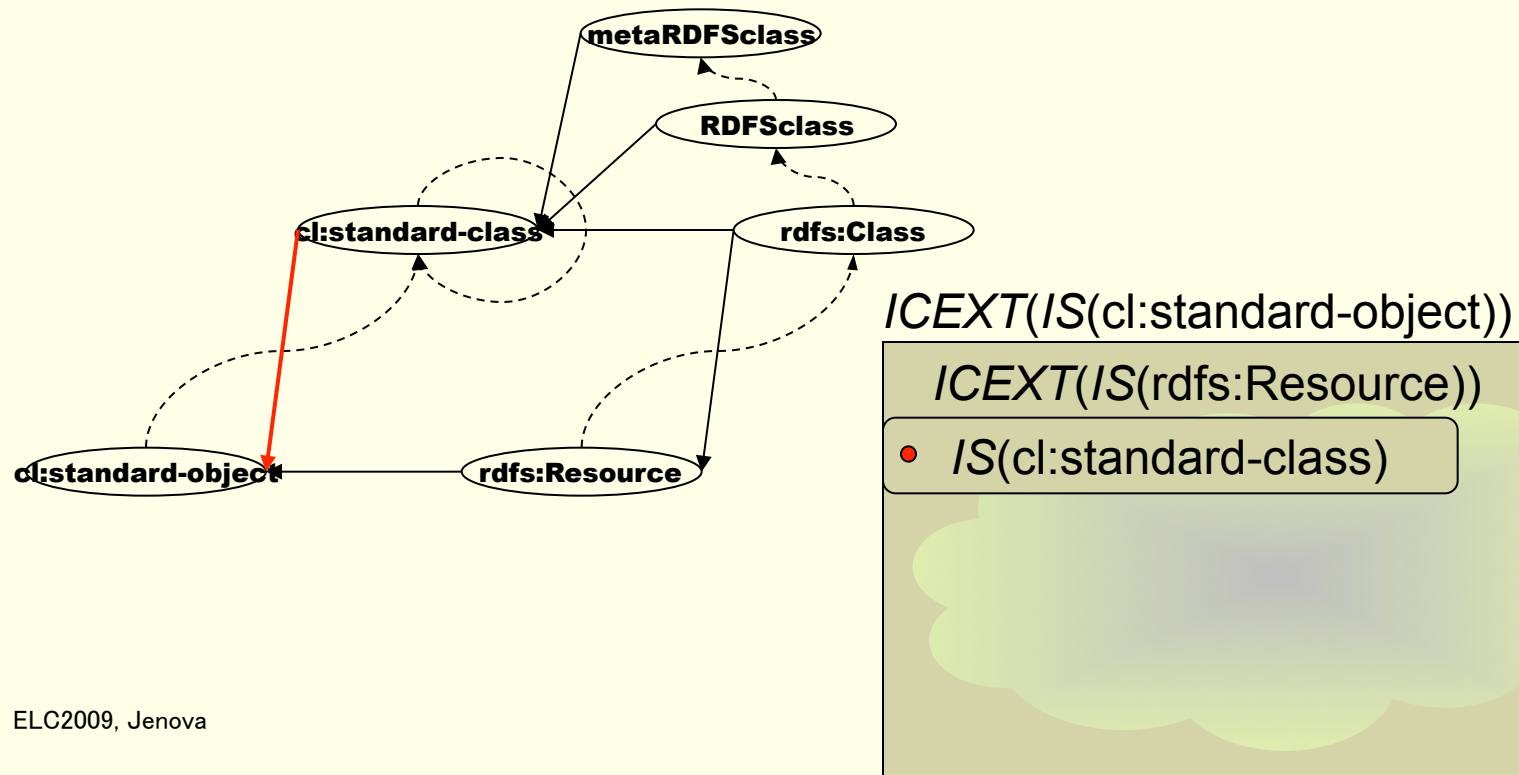 metaRDFSclass
RDFSclass
cl:standard-class
rdfs:Class
ICEXT(IS(cl:standard-object))
ICEXT(IS(rdfs:Resource))
IS(cl:standard-class)
cl:standard-object
rdfs:Resource
ELC2009, Jenova